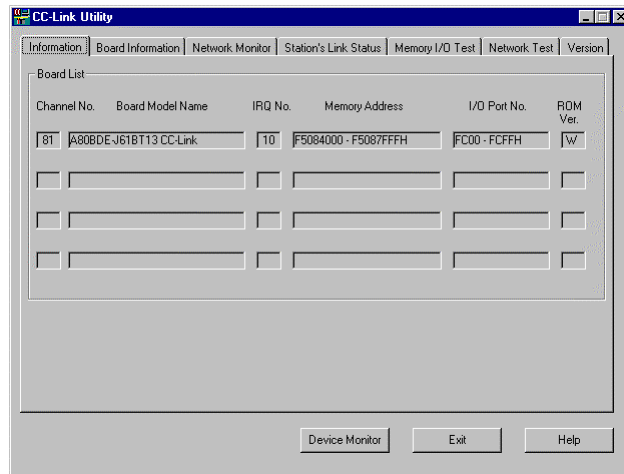 CC-Link Utility
Information Board Information Network Monitor Station's Link Status Memory I/O Test Network Test Version
Board List
Channel No. Board Model Name IRQ No. Memory Address I/O Port No. ROM Ver.
81 A80BDE-J61BT13 CC-Link 10 F5084000 - F5087FFFH FC00 - FCFFH W
Device Monitor Exit Help